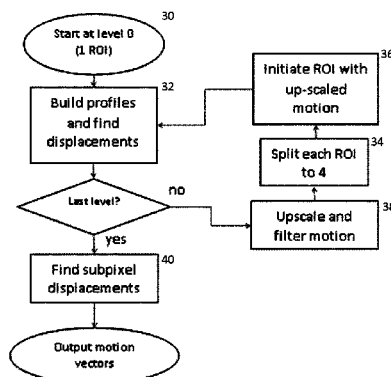 30
Start at level 0
(1 ROI)
32
Build profiles
and find
displacements
Last level?
no
yes
40
Find subpixel
displacements
Output motion
vectors
36
Initiate ROI with
up-scaled
motion
34
Split each ROI
to 4
38
Upscale and
filter motion